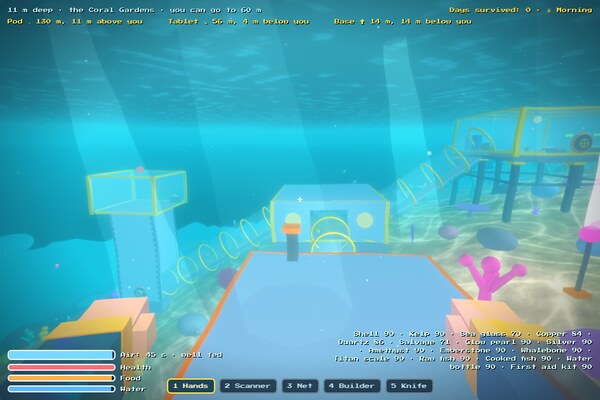 11 m deep · the Coral Gardens · you can go to 60 m
Days survived: 0 · Morning
Pod . 130 m, 11 m above you
Tablet . 56 m, 4 m below you
Base ↑ 14 m, 14 m below you
Shell 90 · Kelp 90 · Sea glass 70 · Copper 84 ·
Quartz 86 · Salvage 71 · Glow pearl 90 · Silver 90
· Amethyst 90 · Emberstone 90 · Whalebone 90 ·
Titan scale 90 · Raw fish 90 · Cooked fish 90 · Water
bottle 90 · First aid kit 90
Air: 45 s · well fed
Health
Food
Water
1 Hands
2 Scanner
3 Net
4 Builder
5 Knife